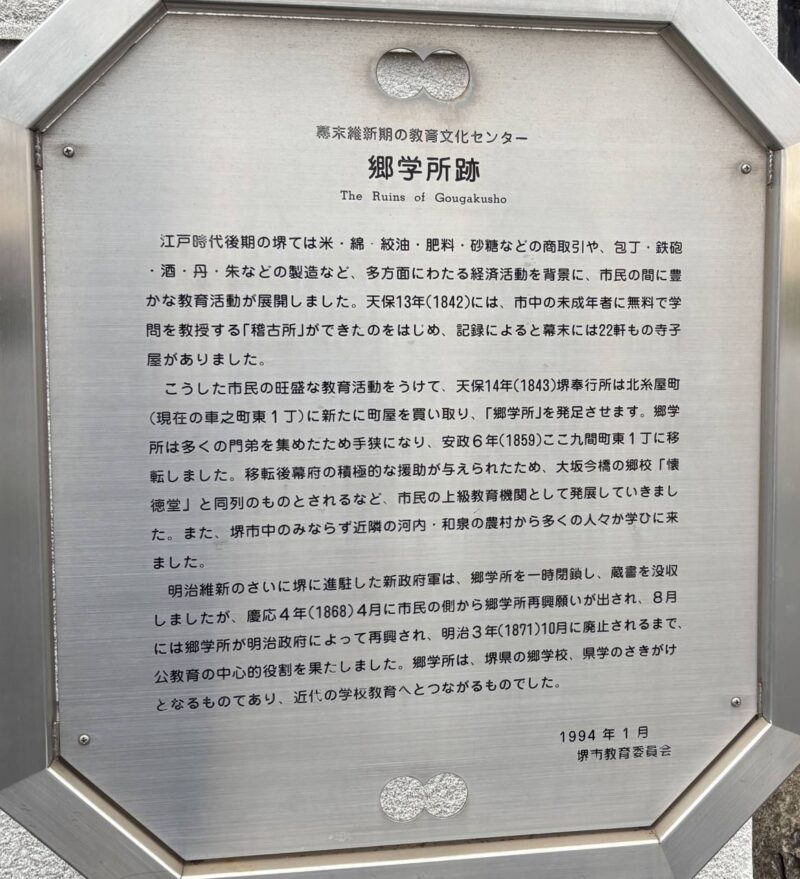 幕末維新期の教育文化センター
郷学所跡
The Ruins of Gougakusho
江戸時代後期の堺ては米・綿・絞油・肥料・砂糖などの商取引や、包丁・鉄砲
・酒・丹・朱などの製造など、多方面にわたる経済活動を背景に、市民の間に豊
かな教育活動が展開しました。天保13年(1842)には、市中の未成年者に無料で学
問を教授する「稽古所」ができたのをはじめ、記録によると幕末には22軒もの寺子
屋がありました。
こうした市民の旺盛な教育活動をうけて、天保14年(1843)堺奉行所は北糸屋町
(現在の車之町東1丁)に新たに町屋を買い取り、「郷学所」を発足させます。郷学
所は多くの門弟を集めたため手狭になり、安政6年(1859)ここ九間町東1丁に移
転しました。移転後幕府の積極的な援助が与えられたため、大坂今橋の郷校「懐
徳堂」と同列のものとされるなど、市民の上級教育機関として発展していきまし
た。また、堺市中のみならず近隣の河内・和泉の農村から多くの人々が学ひに来
ました。
明治維新のさいに堺に進駐した新政府軍は、郷学所を一時閉鎖し、蔵書を没収
しましたが、慶応4年(1868)4月に市民の側から郷学所再興願いが出され、8月
には郷学所が明治政府によって再興され、明治3年(1871)10月に廃止されるまで、
公教育の中心的役割を果たしました。郷学所は、堺県の郷学校、県学のさきがけ
となるものてあり、近代の学校教育へとつながるものでした。
1994年1月
堺市教育委員会